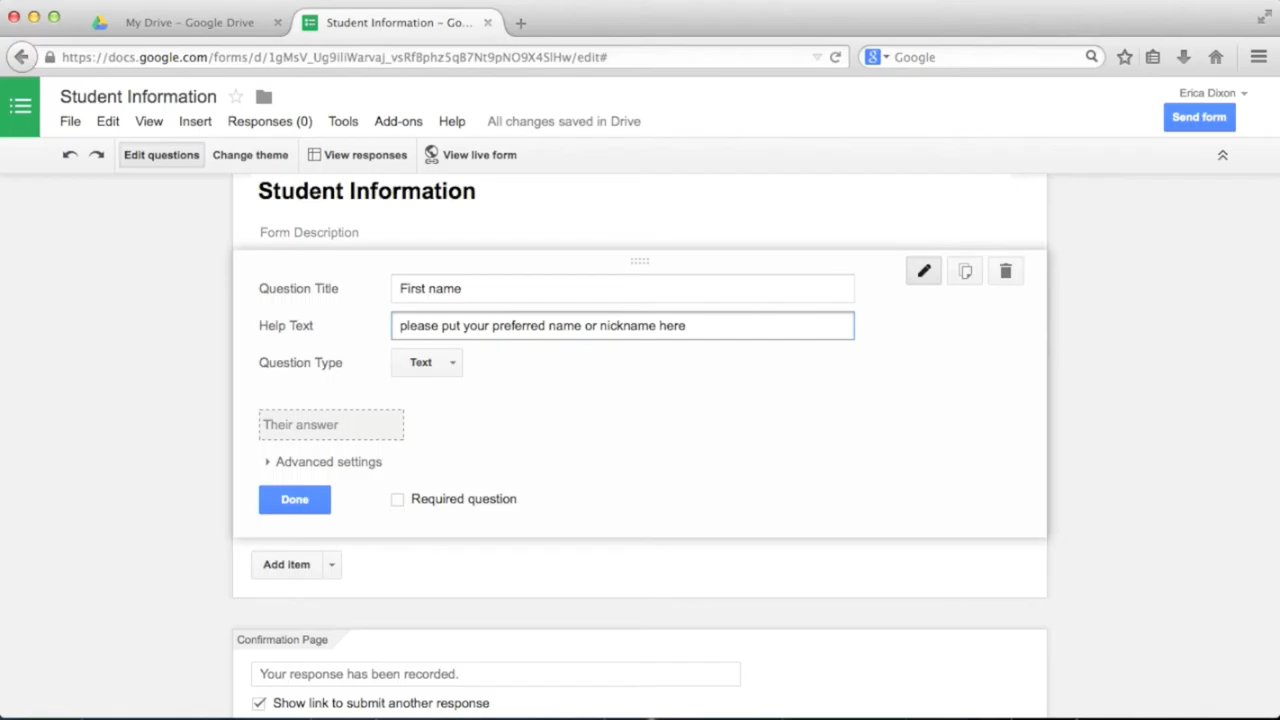 My Drive – Google Drive
Student Information – Go...
https://docs.google.com/forms/d/
/edit#
Google
Student Information
Erica Dixon
File Edit View Insert Responses (0) Tools Add-ons Help All changes saved in Drive
Send form
Edit questions Change theme View responses View live form
Student Information
Form Description
Question Title First name
Help Text please put your preferred name or nickname here
Question Type Text
Their answer
Advanced settings
Done Required question
Add item
Confirmation Page
Your response has been recorded.
Show link to submit another response